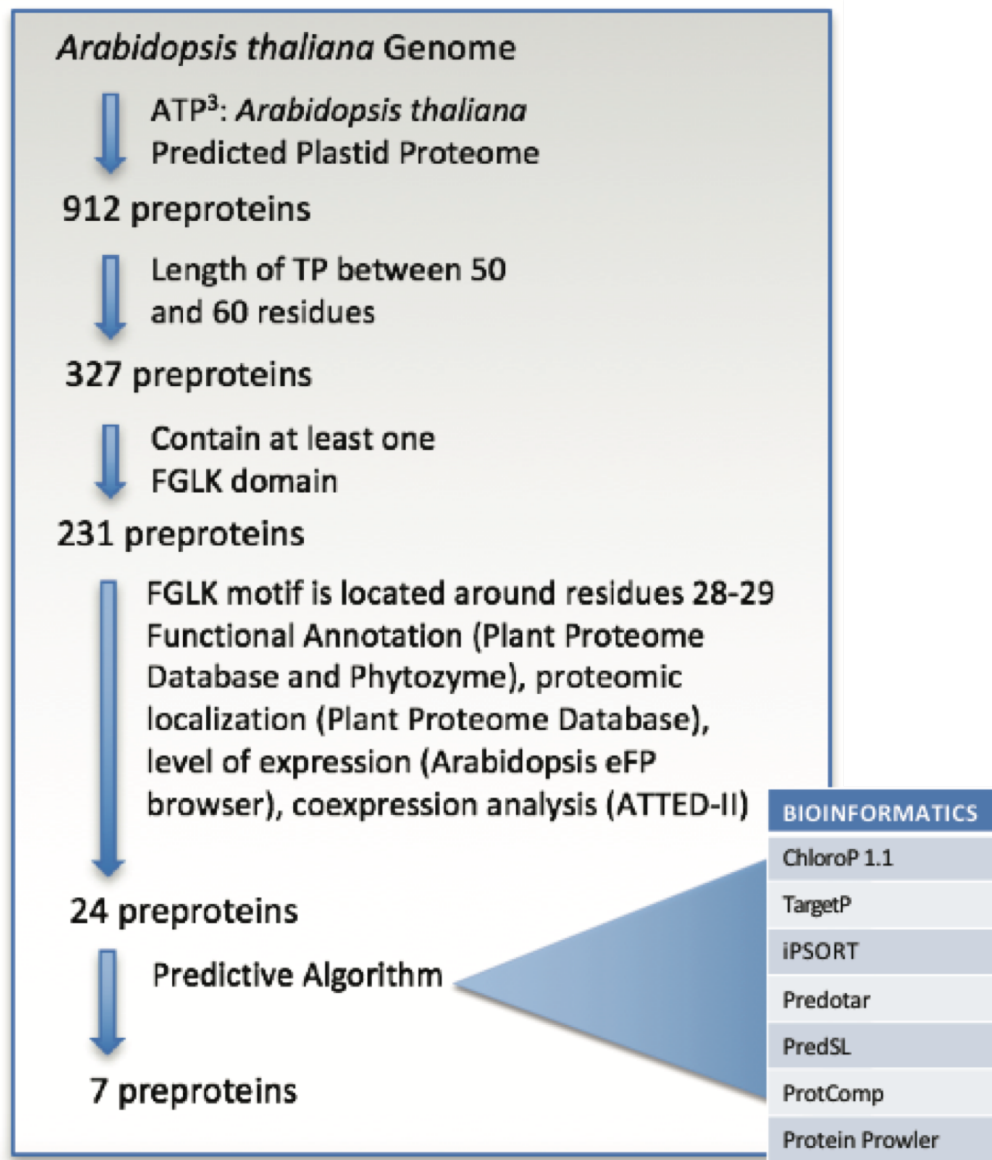 Arabidopsis thaliana Genome
ATP³: Arabidopsis thaliana
Predicted Plastid Proteome
912 preproteins
Length of TP between 50
and 60 residues
327 preproteins
Contain at least one
FGLK domain
231 preproteins
FGLK motif is located around residues 28-29
Functional Annotation (Plant Proteome
Database and Phytozyme), proteomic
localization (Plant Proteome Database),
level of expression (Arabidopsis eFP
browser), coexpression analysis (ATTED-II)
24 preproteins
Predictive Algorithm
7 preproteins
BIOINFORMATICS
ChloroP 1.1
TargetP
iPSORT
Predotar
PredSL
ProtComp
Protein Prowler